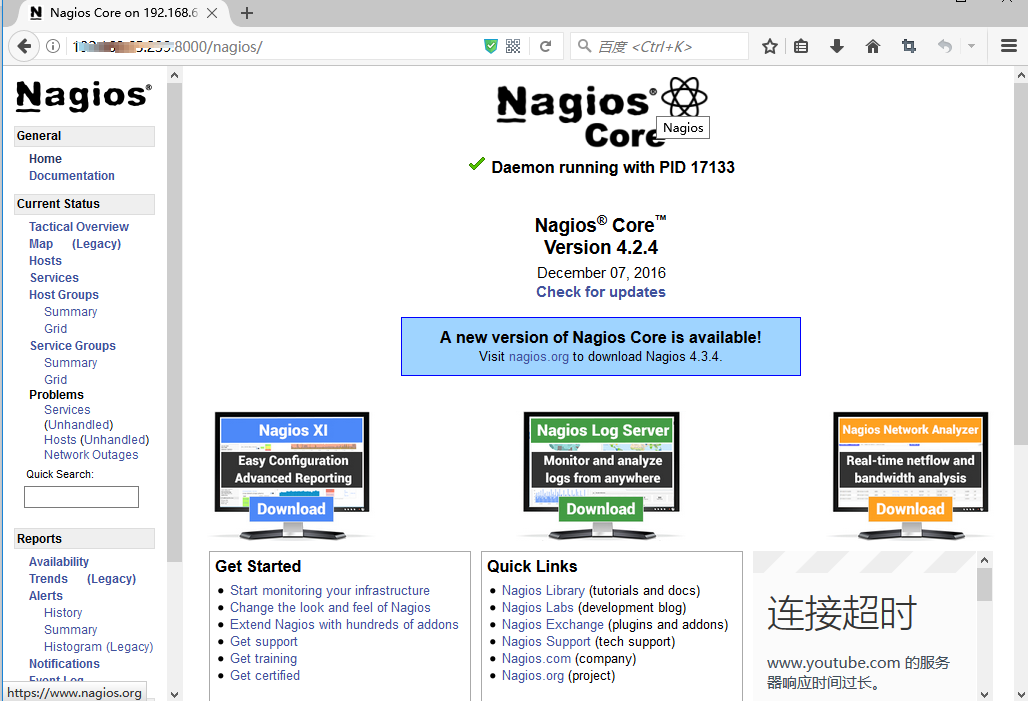 Nagios Core on 192.168.6
:8000/nagios/
百度 <Ctrl+K>
Nagios®
General
Home
Documentation
Current Status
Tactical Overview
Map (Legacy)
Hosts
Services
Host Groups
Summary
Grid
Service Groups
Summary
Grid
Problems
Services
(Unhandled)
Hosts (Unhandled)
Network Outages
Quick Search:
Reports
Availability
Trends (Legacy)
Alerts
History
Summary
Histogram (Legacy)
Notifications
Event Log
https://www.nagios.org
Nagios®
Core
Nagios
Daemon running with PID 17133
Nagios® Core™
Version 4.2.4
December 07, 2016
Check for updates
A new version of Nagios Core is available!
Visit nagios.org to download Nagios 4.3.4.
Nagios XI
Easy Configuration
Advanced Reporting
Download
Nagios Log Server
Monitor and analyze
logs from anywhere
Download
Nagios Network Analyzer
Real-time netflow and
bandwidth analysis
Download
Get Started
Start monitoring your infrastructure
Change the look and feel of Nagios
Extend Nagios with hundreds of addons
Get support
Get training
Get certified
Quick Links
Nagios Library (tutorials and docs)
Nagios Labs (development blog)
Nagios Exchange (plugins and addons)
Nagios Support (tech support)
Nagios.com (company)
Nagios.org (project)
连接超时
www.youtube.com 的服务
器响应时间过长。